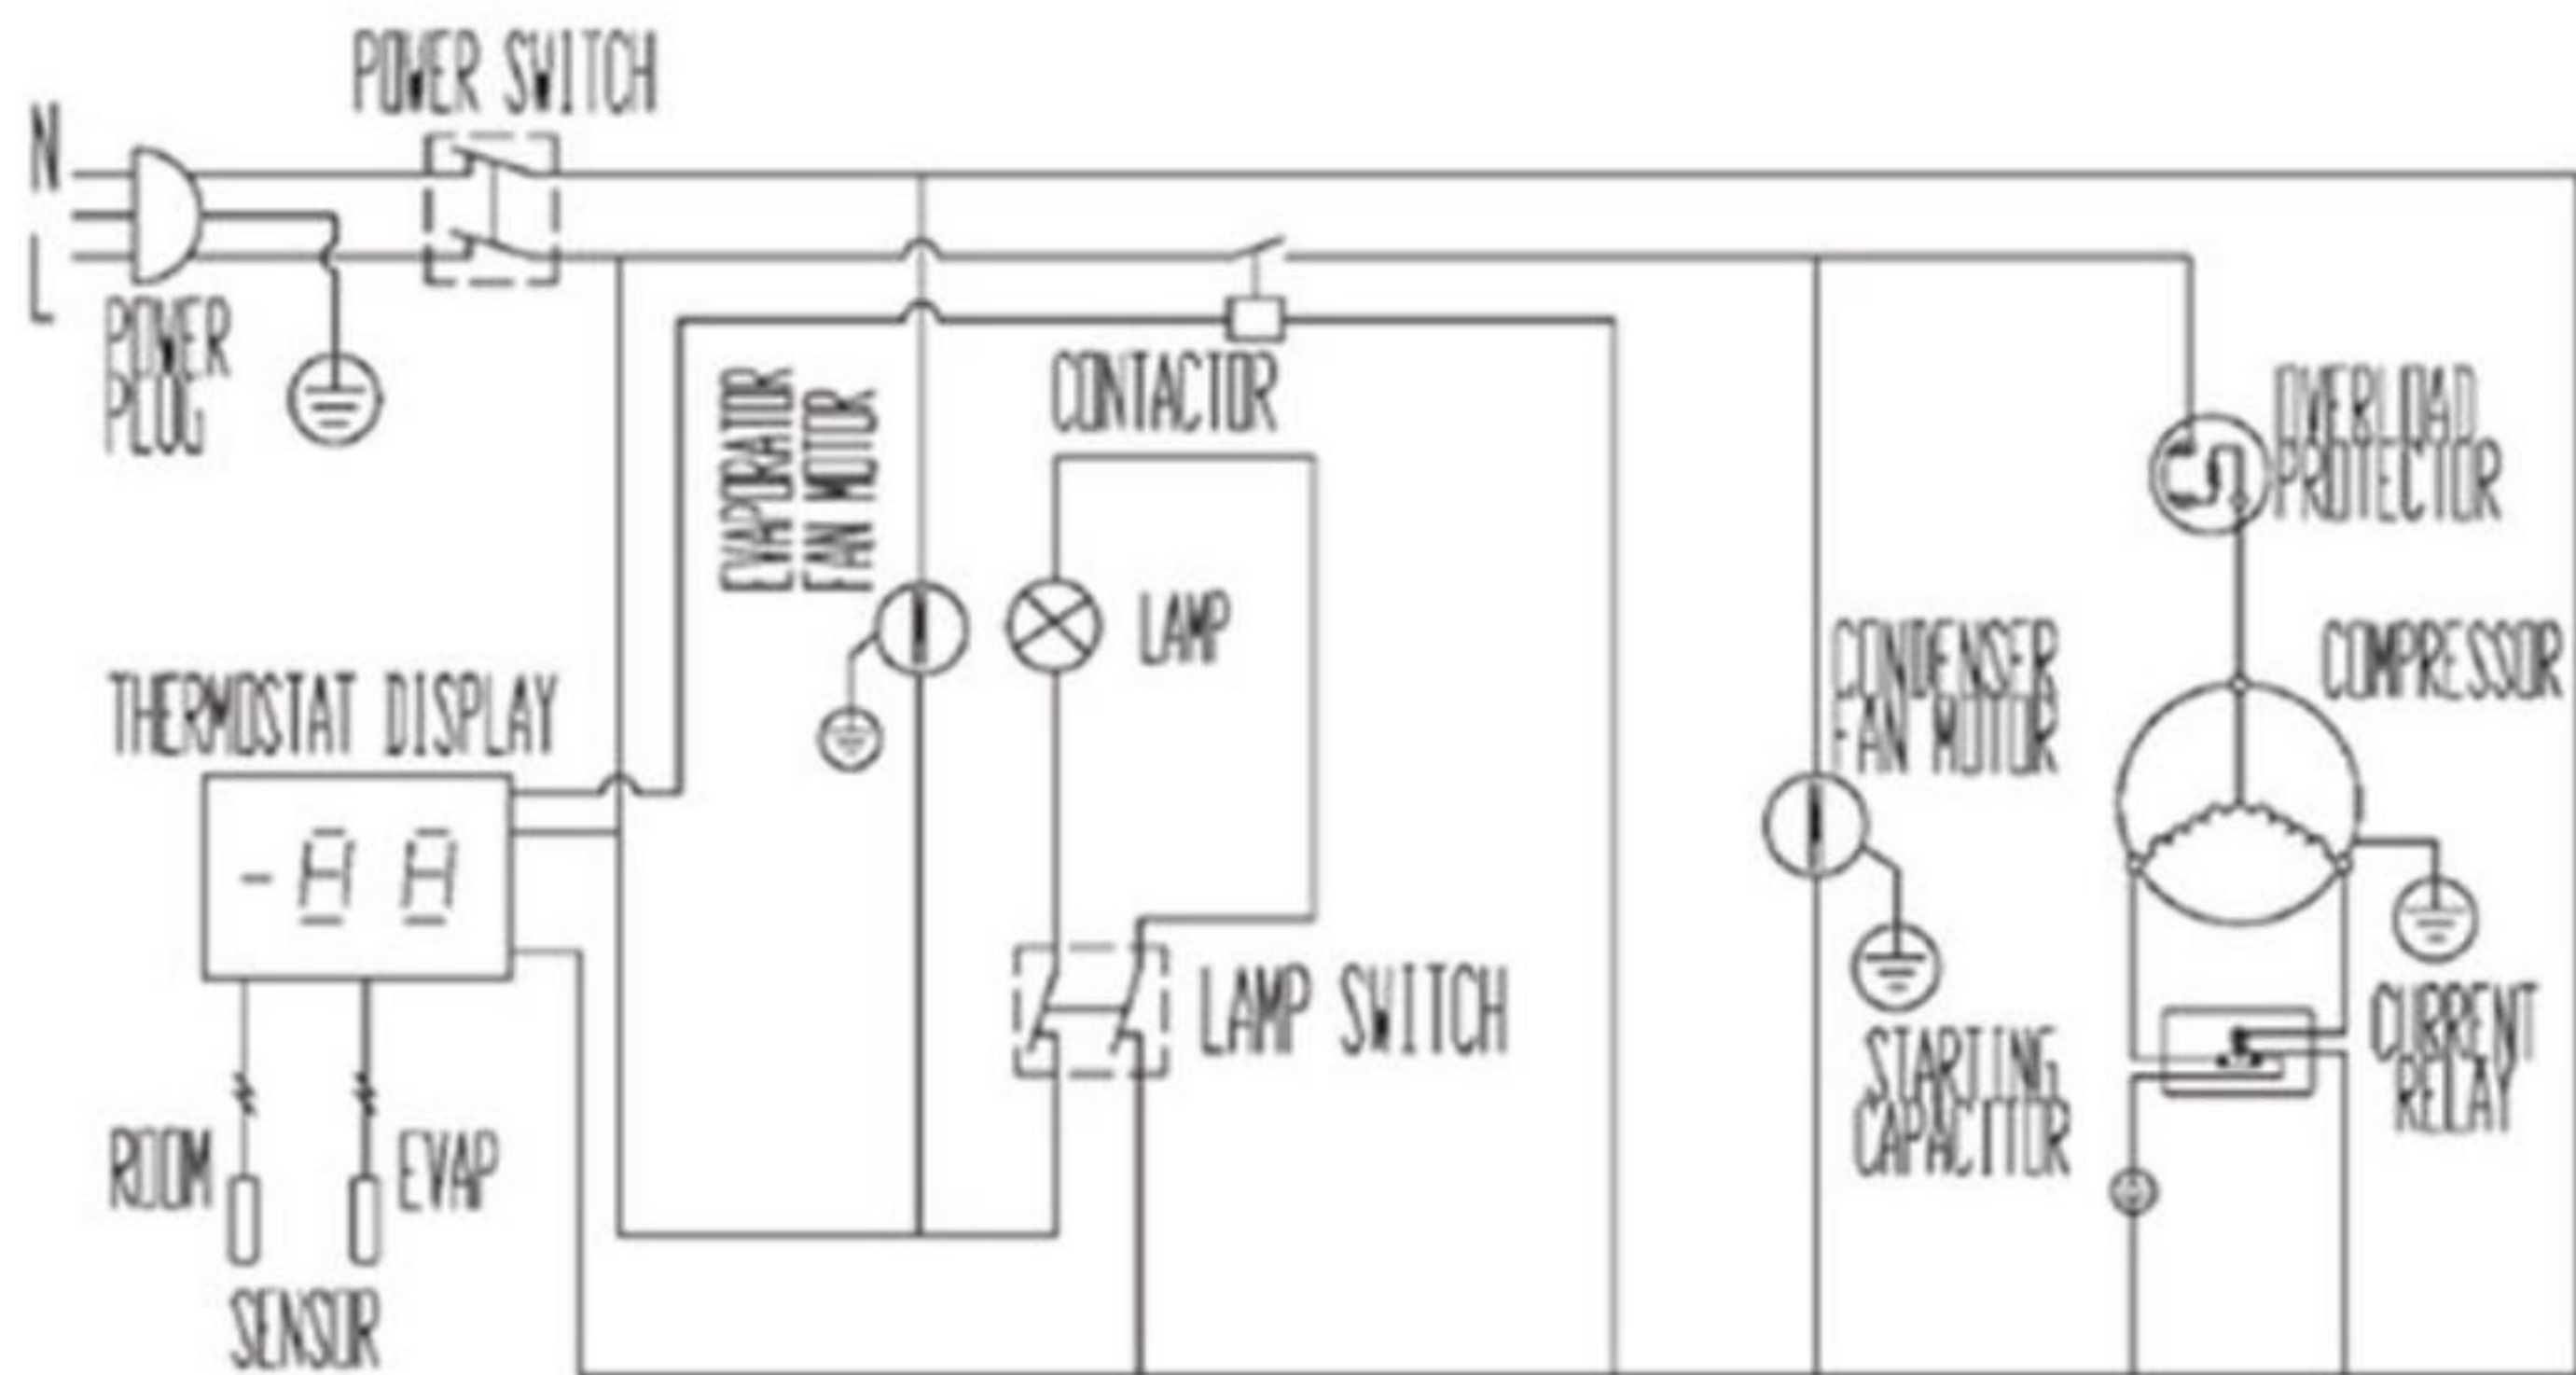 POWER SWITCH
N
L
POWER
PLUG
EVAPORATOR
FAN MOTOR
CONTACTOR
OVERLOAD
PROTECTOR
LAMP
CONDENSER
FAN MOTOR
COMPRESSOR
THERMOSTAT DISPLAY
-88
LAMP SWITCH
STARTING
CAPACITOR
CURRENT
RELAY
ROOM
EVAP
SENSOR